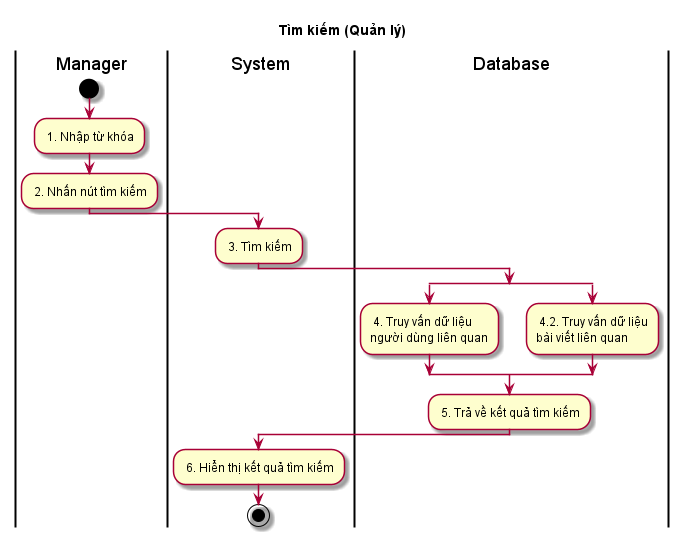 Tìm kiếm (Quản lý)
Manager
System
Database
1. Nhập từ khóa
2. Nhấn nút tìm kiếm
3. Tìm kiếm
4. Truy vấn dữ liệu
người dùng liên quan
4.2. Truy vấn dữ liệu
bài viết liên quan
5. Trả về kết quả tìm kiếm
6. Hiển thị kết quả tìm kiếm